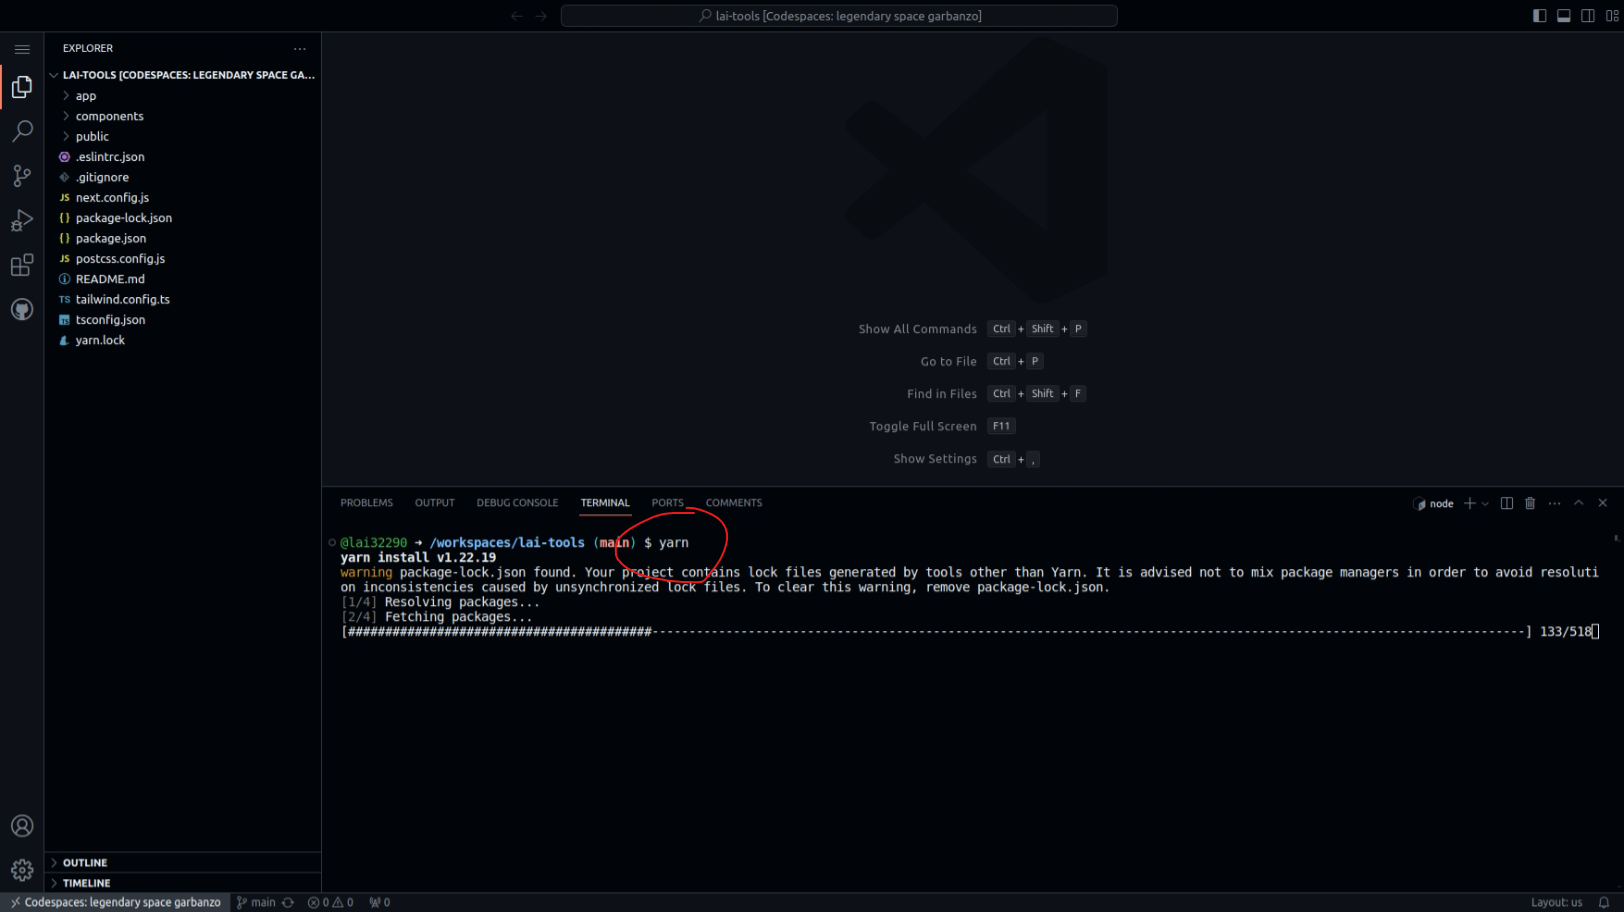 lai-tools [Codespaces: legendary space garbanzo]
EXPLORER
LAI-TOOLS [CODESPACES: LEGENDARY SPACE GA...
app
components
public
.eslintrc.json
.gitignore
JS next.config.js
{} package-lock.json
{} package.json
JS postcss.config.js
README.md
TS tailwind.config.ts
TS tsconfig.json
yarn.lock
Show All Commands Ctrl + Shift + P
Go to File Ctrl + P
Find in Files Ctrl + Shift + F
Toggle Full Screen F11
Show Settings Ctrl + ,
PROBLEMS OUTPUT DEBUG CONSOLE TERMINAL PORTS COMMENTS
node
@lai32290 → /workspaces/lai-tools (main) $ yarn
yarn install v1.22.19
warning package-lock.json found. Your project contains lock files generated by tools other than Yarn. It is advised not to mix package managers in order to avoid resoluti
on inconsistencies caused by unsynchronized lock files. To clear this warning, remove package-lock.json.
[1/4] Resolving packages...
[2/4] Fetching packages...
[#########################################----------------------------------------------------------------------------------------------------------------------] 133/518
OUTLINE
TIMELINE
Codespaces: legendary space garbanzo main 0 0 0 Layout: us